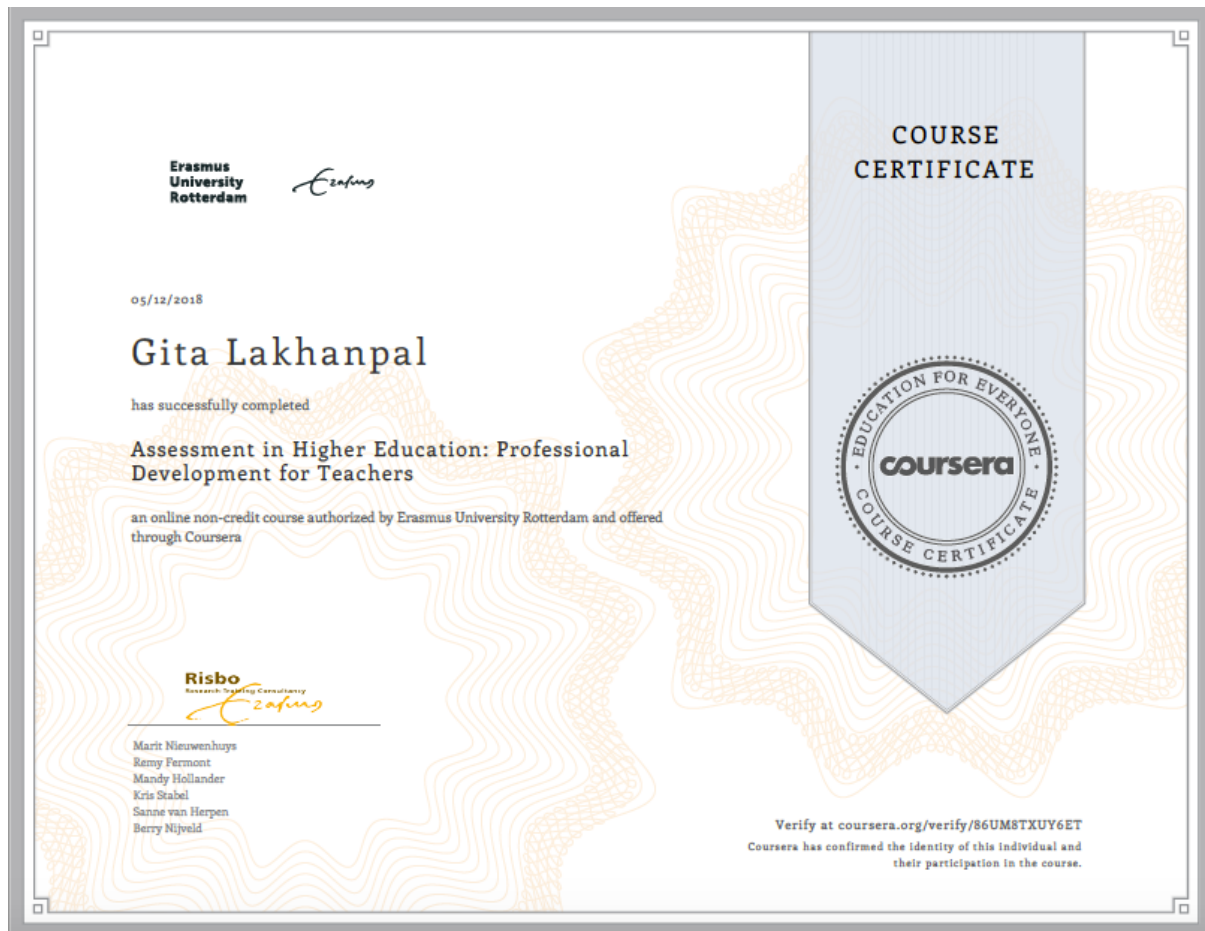 Erasmus
University
Rotterdam
Erasmus
05/12/2018
Gita Lakhanpal
has successfully completed
Assessment in Higher Education: Professional
Development for Teachers
an online non-credit course authorized by Erasmus University Rotterdam and offered
through Coursera
Risbo
Research Training Consultancy
Erasmus
Marit Nieuwenhuys
Remy Fermont
Mandy Hollander
Kris Stabel
Sanne van Herpen
Berry Nijveld
COURSE
CERTIFICATE
EDUCATION FOR EVERYONE
coursera
COURSE CERTIFICATE
Verify at coursera.org/verify/86UM8TXUY6ET
Coursera has confirmed the identity of this individual and
their participation in the course.